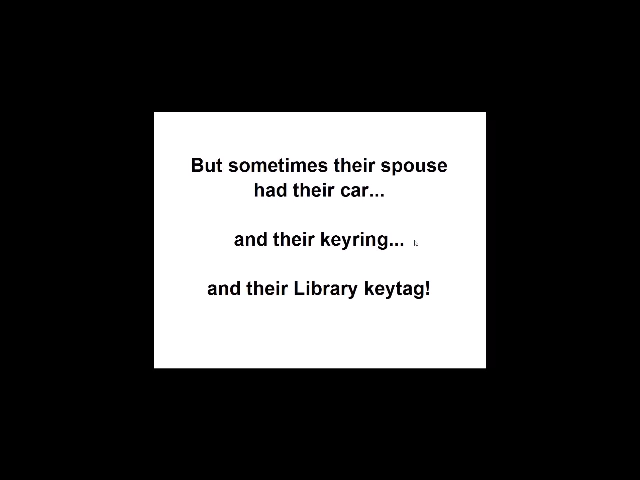 But sometimes their spouse
had their car...
and their keyring...
and their Library keytag!